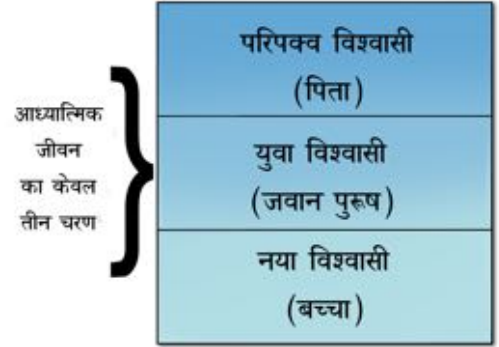 आध्यात्मिक
जीवन
का केवल
तीन चरण
परिपक्व विश्वासी
(पिता)
युवा विश्वासी
(जवान पुरूष)
नया विश्वासी
(बच्चा)